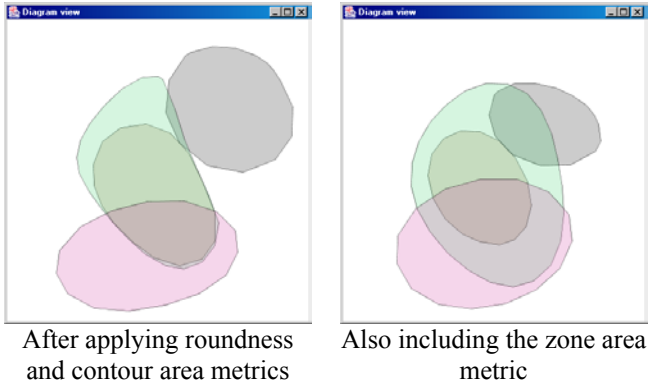 Diagram view
Diagram view
After applying roundness
and contour area metrics
Also including the zone area
metric